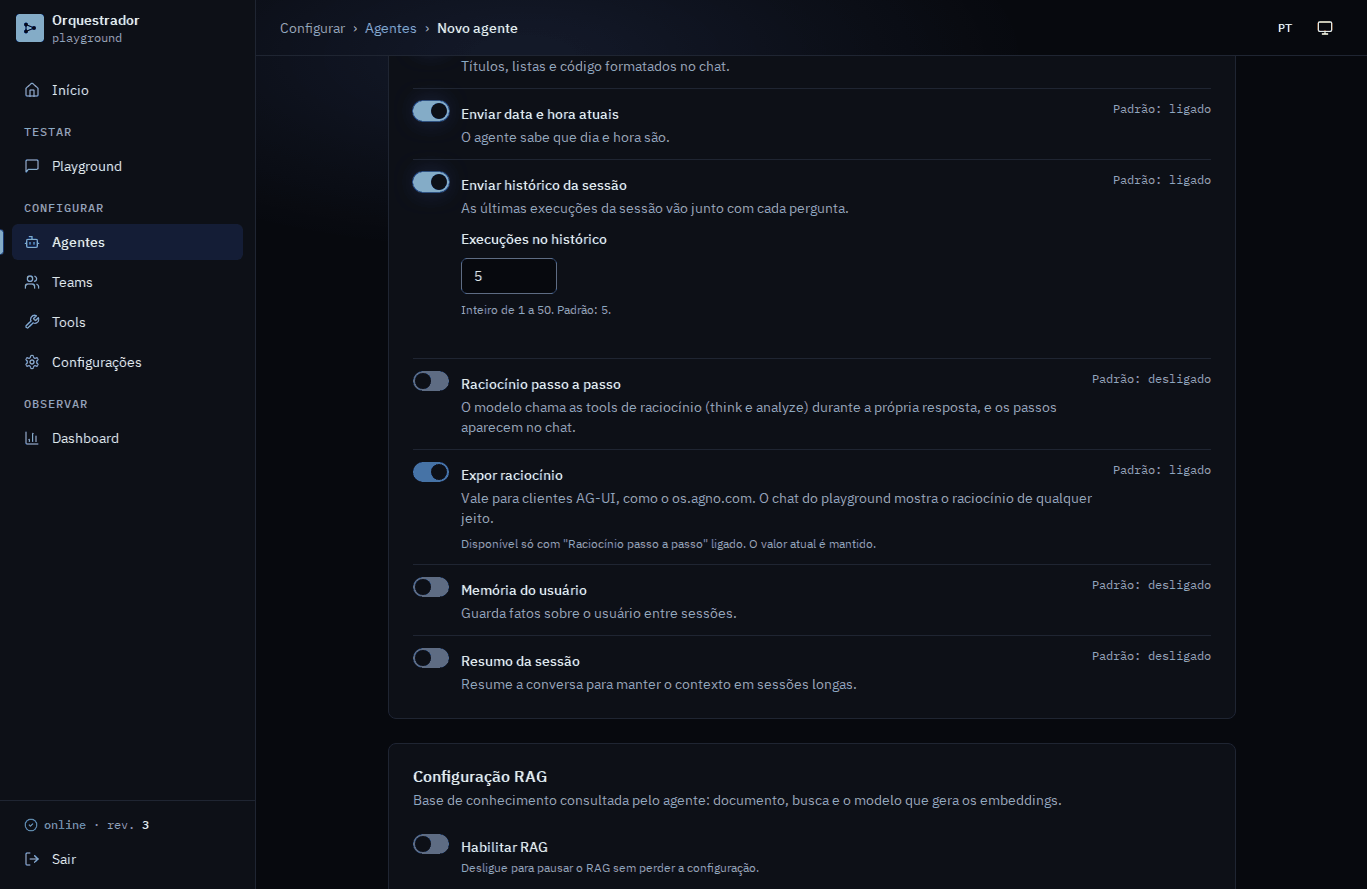 Orquestrador
playground
Início
TESTAR
Playground
CONFIGURAR
Agentes
Teams
Tools
Configurações
OBSERVAR
Dashboard
online · rev. 3
Sair
Configurar › Agentes › Novo agente
PT
Títulos, listas e código formatados no chat.
Enviar data e hora atuais
Padrão: ligado
O agente sabe que dia e hora são.
Enviar histórico da sessão
Padrão: ligado
As últimas execuções da sessão vão junto com cada pergunta.
Execuções no histórico
5
Inteiro de 1 a 50. Padrão: 5.
Raciocínio passo a passo
Padrão: desligado
O modelo chama as tools de raciocínio (think e analyze) durante a própria resposta, e os passos
aparecem no chat.
Expor raciocínio
Padrão: ligado
Vale para clientes AG-UI, como o os.agno.com. O chat do playground mostra o raciocínio de qualquer
jeito.
Disponível só com "Raciocínio passo a passo" ligado. O valor atual é mantido.
Memória do usuário
Padrão: desligado
Guarda fatos sobre o usuário entre sessões.
Resumo da sessão
Padrão: desligado
Resume a conversa para manter o contexto em sessões longas.
Configuração RAG
Base de conhecimento consultada pelo agente: documento, busca e o modelo que gera os embeddings.
Habilitar RAG
Desligue para pausar o RAG sem perder a configuração.